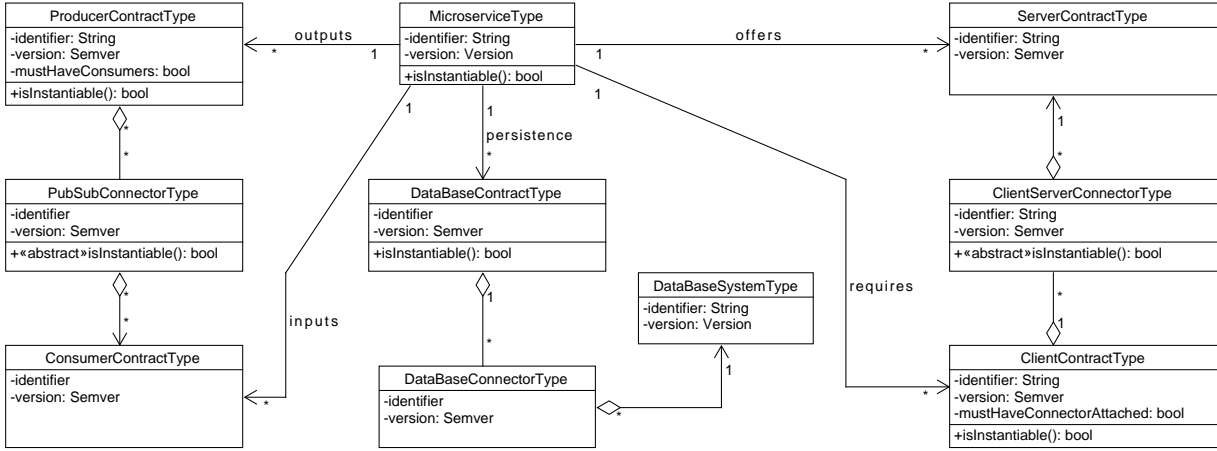 ProducerContractType
-identifier: String
-version: Semver
-mustHaveConsumers: bool
+isInstantiable(): bool
outputs
*
1
MicroserviceType
-identifier: String
-version: Version
+isInstantiable(): bool
offers
1
*
ServerContractType
-identifier: String
-version: Semver
1
1
persistence
*
1
*
*
1
*
PubSubConnectorType
-identifier
-version: Semver
+«abstract»isInstantiable(): bool
DataBaseContractType
-identifier
-version: Semver
+isInstantiable(): bool
ClientServerConnectorType
-identfier: String
-version: Semver
+«abstract»isInstantiable(): bool
*
*
inputs
1
*
DataBaseSystemType
-identifier: String
-version: Version
requires
*
1
ConsumerContractType
-identifier
-version: Semver
*
DataBaseConnectorType
-identifier
-version: Semver
*
1
*
ClientContractType
-identifier: String
-version: Semver
-mustHaveConnectorAttached: bool
+isInstantiable(): bool